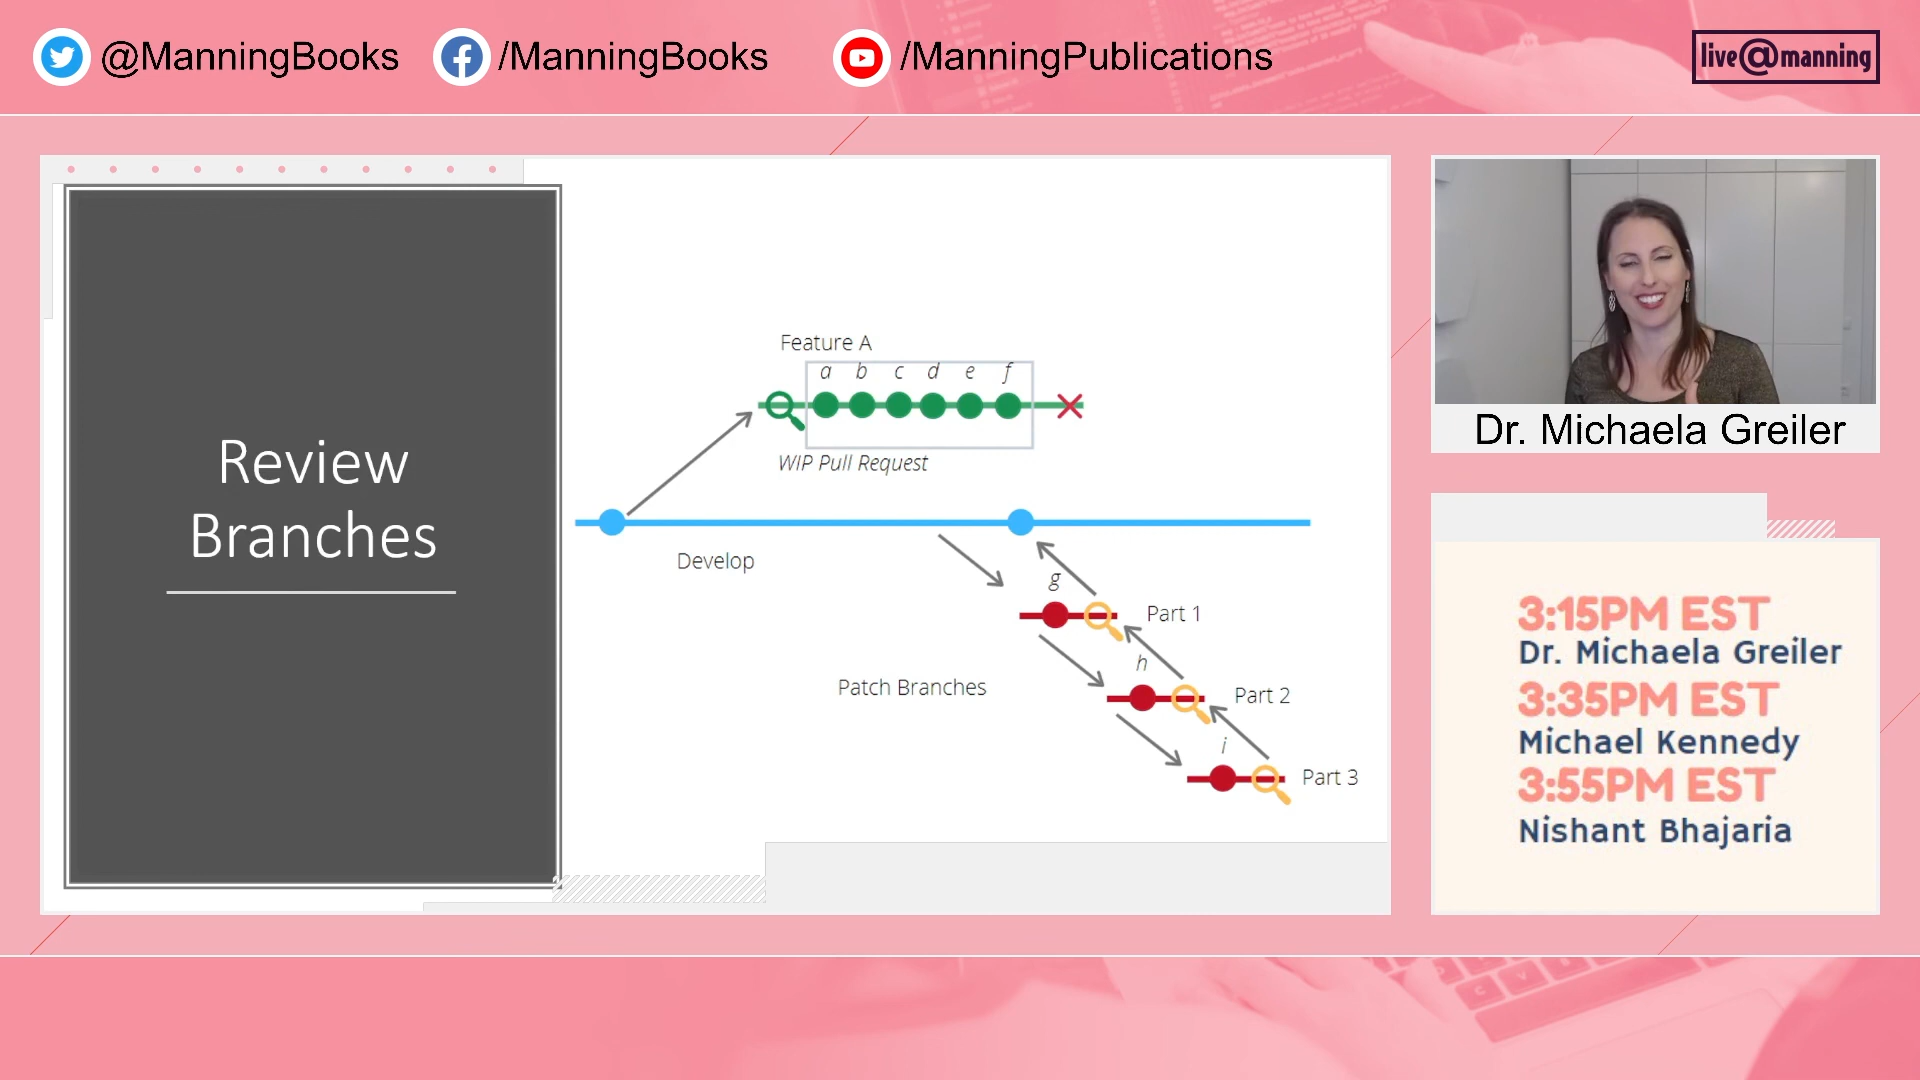 @ManningBooks /ManningBooks /ManningPublications
live@manning
Review
Branches
Feature A
a b c d e f
WIP Pull Request
Develop
g
Part 1
h
Patch Branches
Part 2
i
Part 3
Dr. Michaela Greiler
3:15PM EST
Dr. Michaela Greiler
3:35PM EST
Michael Kennedy
3:55PM EST
Nishant Bhajaria